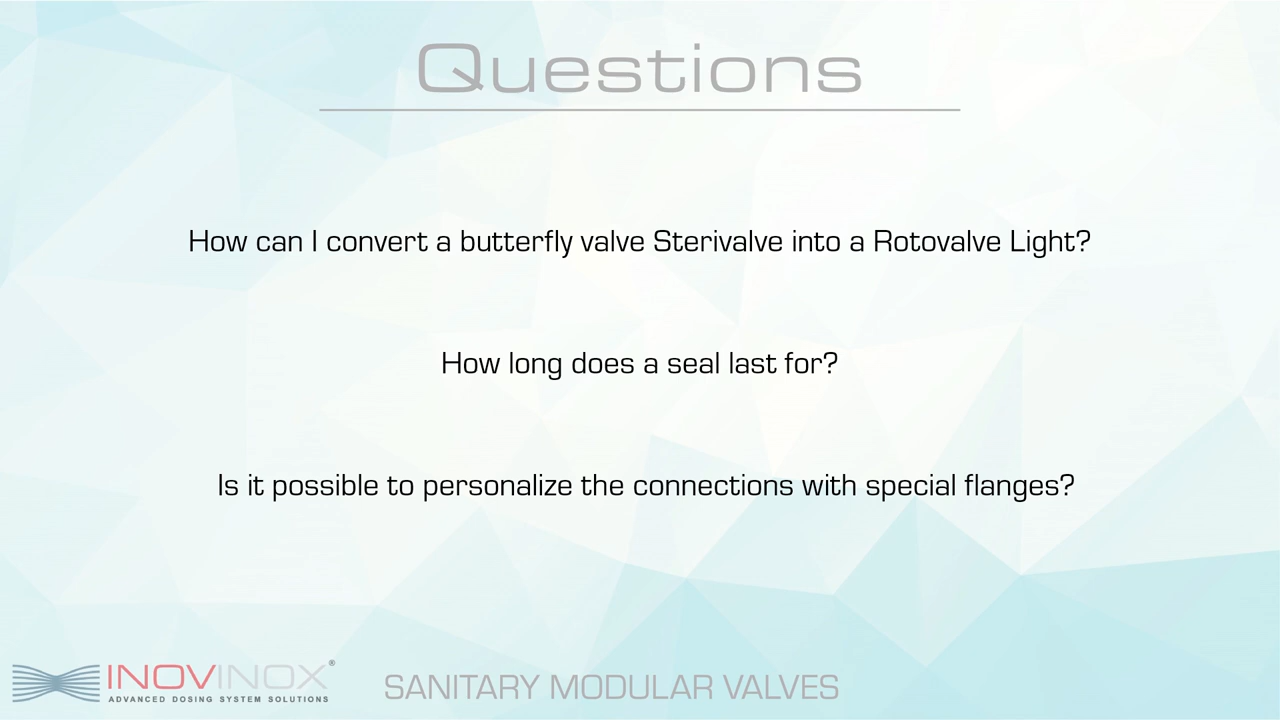 Questions
How can I convert a butterfly valve Sterivalve into a Rotovalve Light?
How long does a seal last for?
Is it possible to personalize the connections with special flanges?
INOVINOX®
ADVANCED DOSING SYSTEM SOLUTIONS
SANITARY MODULAR VALVES